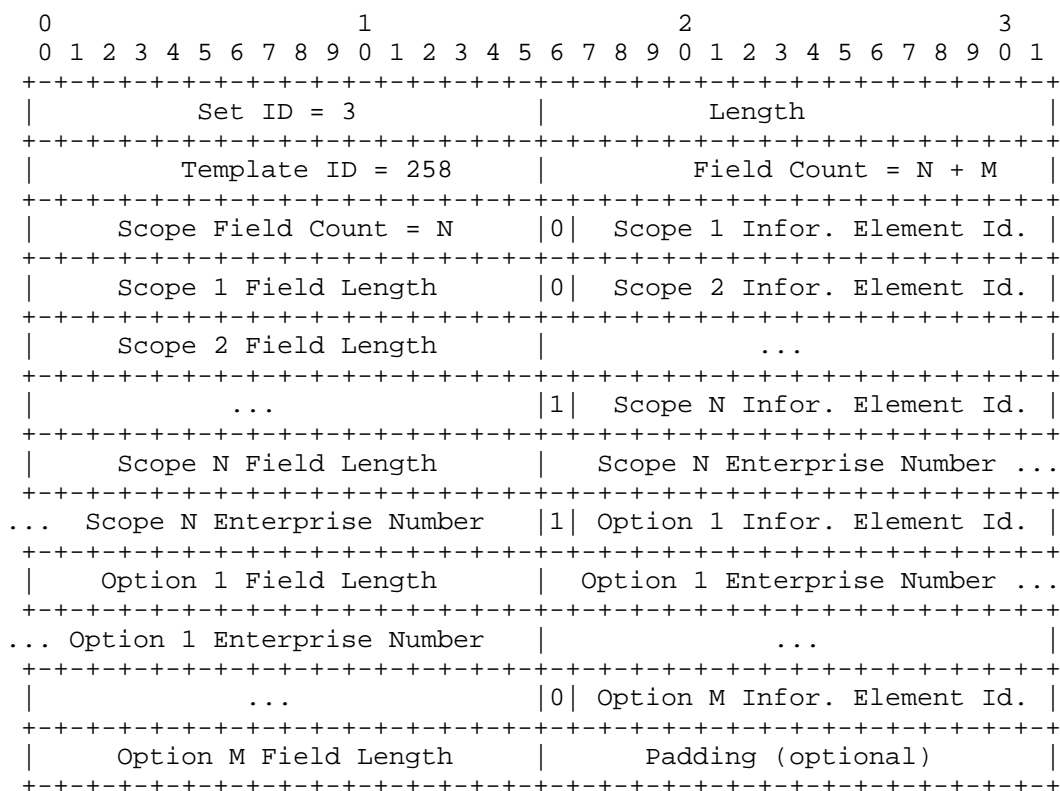 0                   1                   2                   3
 0 1 2 3 4 5 6 7 8 9 0 1 2 3 4 5 6 7 8 9 0 1 2 3 4 5 6 7 8 9 0 1
+-+-+-+-+-+-+-+-+-+-+-+-+-+-+-+-+-+-+-+-+-+-+-+-+-+-+-+-+-+-+-+-+
|          Set ID = 3           |          Length               |
+-+-+-+-+-+-+-+-+-+-+-+-+-+-+-+-+-+-+-+-+-+-+-+-+-+-+-+-+-+-+-+-+
|         Template ID = 258     |         Field Count = N + M   |
+-+-+-+-+-+-+-+-+-+-+-+-+-+-+-+-+-+-+-+-+-+-+-+-+-+-+-+-+-+-+-+-+
|     Scope Field Count = N     |0|  Scope 1 Infor. Element Id. |
+-+-+-+-+-+-+-+-+-+-+-+-+-+-+-+-+-+-+-+-+-+-+-+-+-+-+-+-+-+-+-+-+
|     Scope 1 Field Length      |0|  Scope 2 Infor. Element Id. |
+-+-+-+-+-+-+-+-+-+-+-+-+-+-+-+-+-+-+-+-+-+-+-+-+-+-+-+-+-+-+-+-+
|     Scope 2 Field Length      |             ...               |
+-+-+-+-+-+-+-+-+-+-+-+-+-+-+-+-+-+-+-+-+-+-+-+-+-+-+-+-+-+-+-+-+
|            ...                |1|  Scope N Infor. Element Id. |
+-+-+-+-+-+-+-+-+-+-+-+-+-+-+-+-+-+-+-+-+-+-+-+-+-+-+-+-+-+-+-+-+
|     Scope N Field Length      |   Scope N Enterprise Number ...
+-+-+-+-+-+-+-+-+-+-+-+-+-+-+-+-+-+-+-+-+-+-+-+-+-+-+-+-+-+-+-+-+
...  Scope N Enterprise Number   |1| Option 1 Infor. Element Id. |
+-+-+-+-+-+-+-+-+-+-+-+-+-+-+-+-+-+-+-+-+-+-+-+-+-+-+-+-+-+-+-+-+
|    Option 1 Field Length      |  Option 1 Enterprise Number ...
+-+-+-+-+-+-+-+-+-+-+-+-+-+-+-+-+-+-+-+-+-+-+-+-+-+-+-+-+-+-+-+-+
... Option 1 Enterprise Number   |              ...              |
+-+-+-+-+-+-+-+-+-+-+-+-+-+-+-+-+-+-+-+-+-+-+-+-+-+-+-+-+-+-+-+-+
|             ...               |0| Option M Infor. Element Id. |
+-+-+-+-+-+-+-+-+-+-+-+-+-+-+-+-+-+-+-+-+-+-+-+-+-+-+-+-+-+-+-+-+
|     Option M Field Length     |      Padding (optional)       |
+-+-+-+-+-+-+-+-+-+-+-+-+-+-+-+-+-+-+-+-+-+-+-+-+-+-+-+-+-+-+-+-+